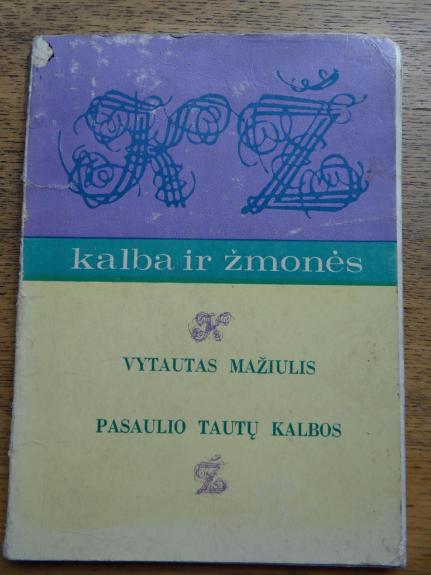 K Ž
kalba ir žmonės
K
VYTAUTAS MAŽIULIS
PASAULIO TAUTŲ KALBOS
Ž